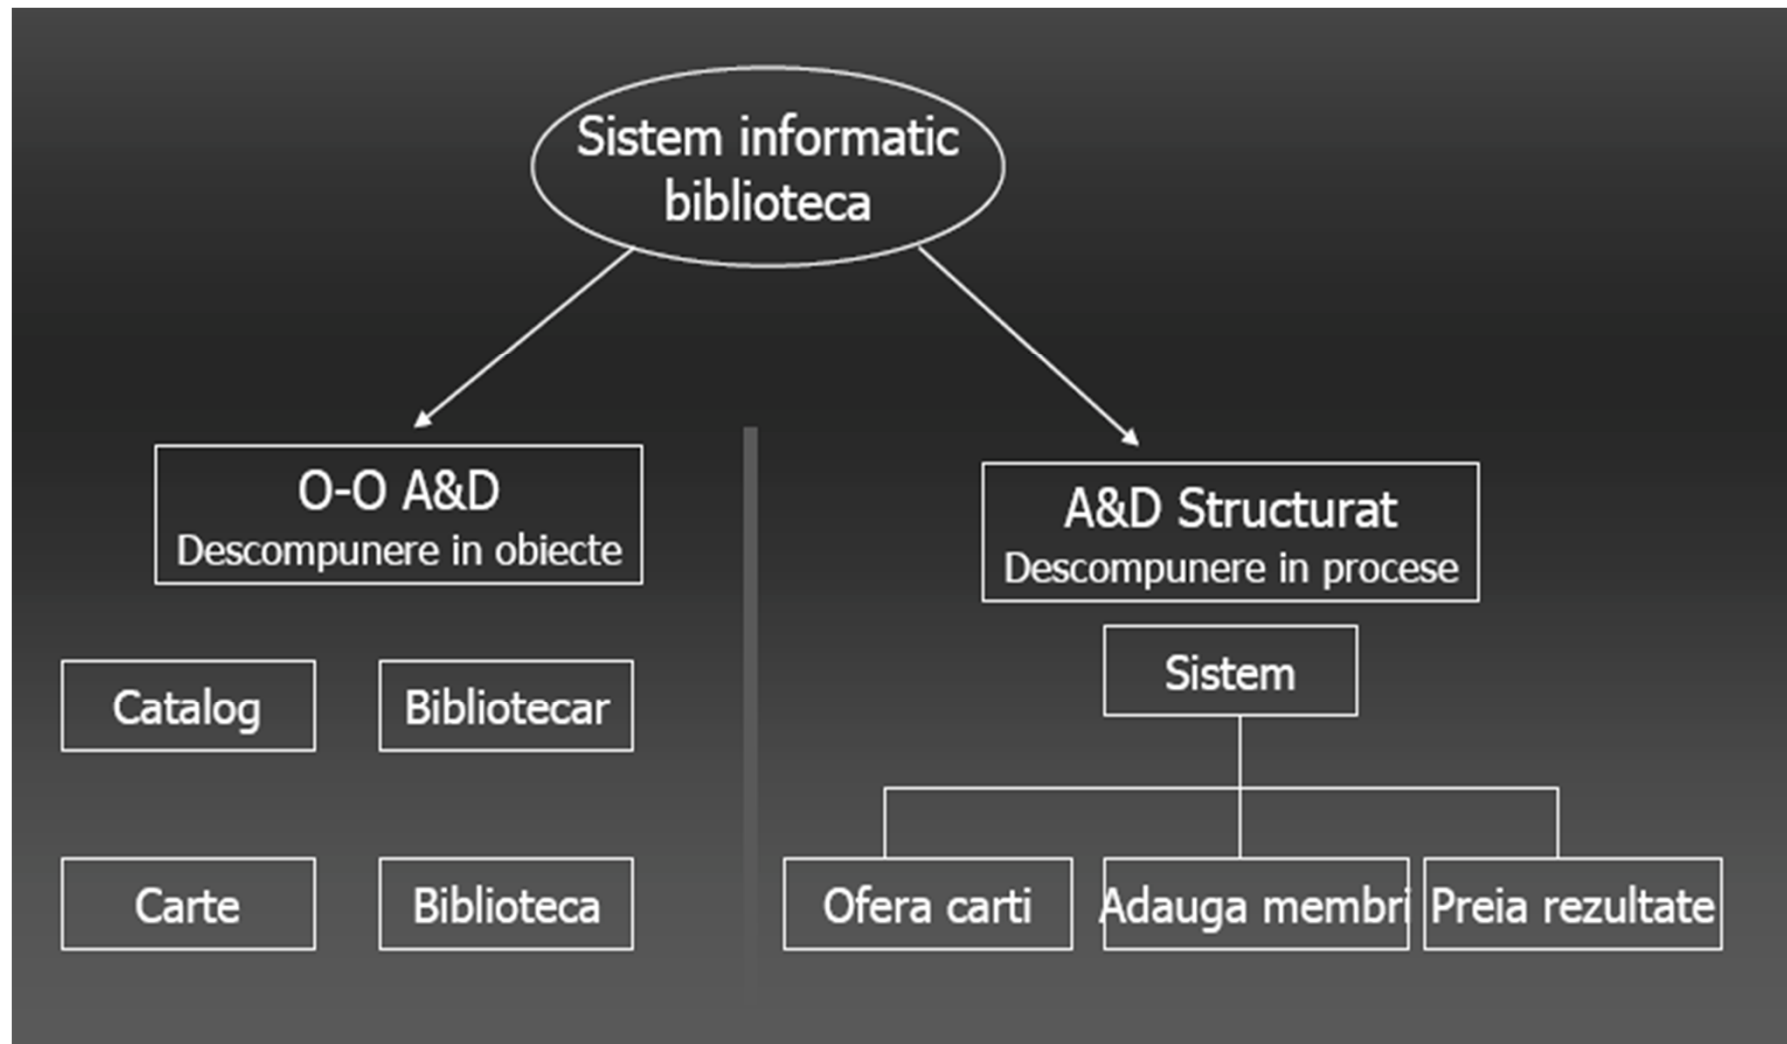 Sistem informatic
biblioteca
O-O A&D
Descompunere in obiecte
A&D Structurat
Descompunere in procese
Sistem
Catalog
Bibliotecar
Carte
Biblioteca
Ofera carti
Adauga membri
Preia rezultate